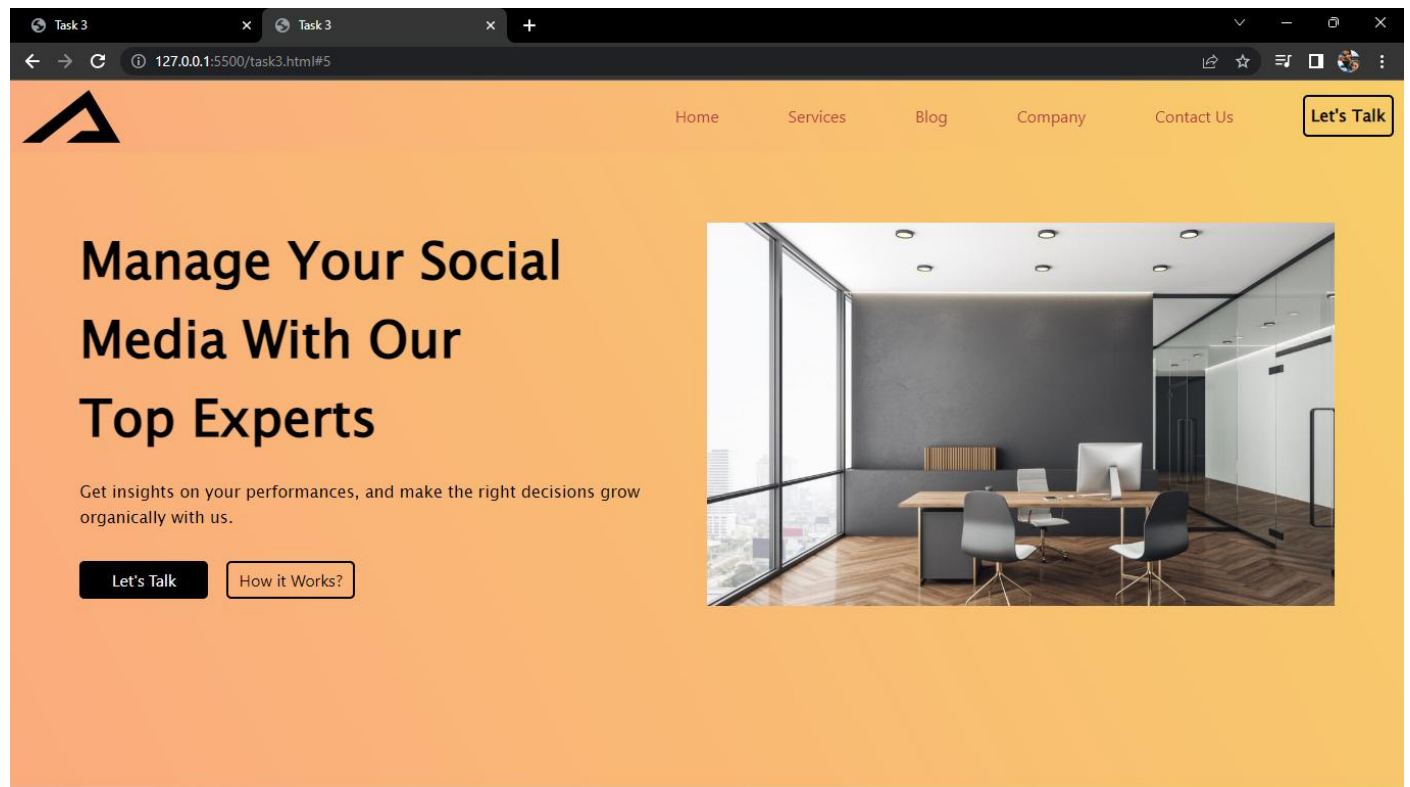 Task 3
Task 3
127.0.0.1:5500/task3.html#5
Home Services Blog Company Contact Us Let's Talk
Manage Your Social
Media With Our
Top Experts
Get insights on your performances, and make the right decisions grow
organically with us.
Let's Talk How it Works?